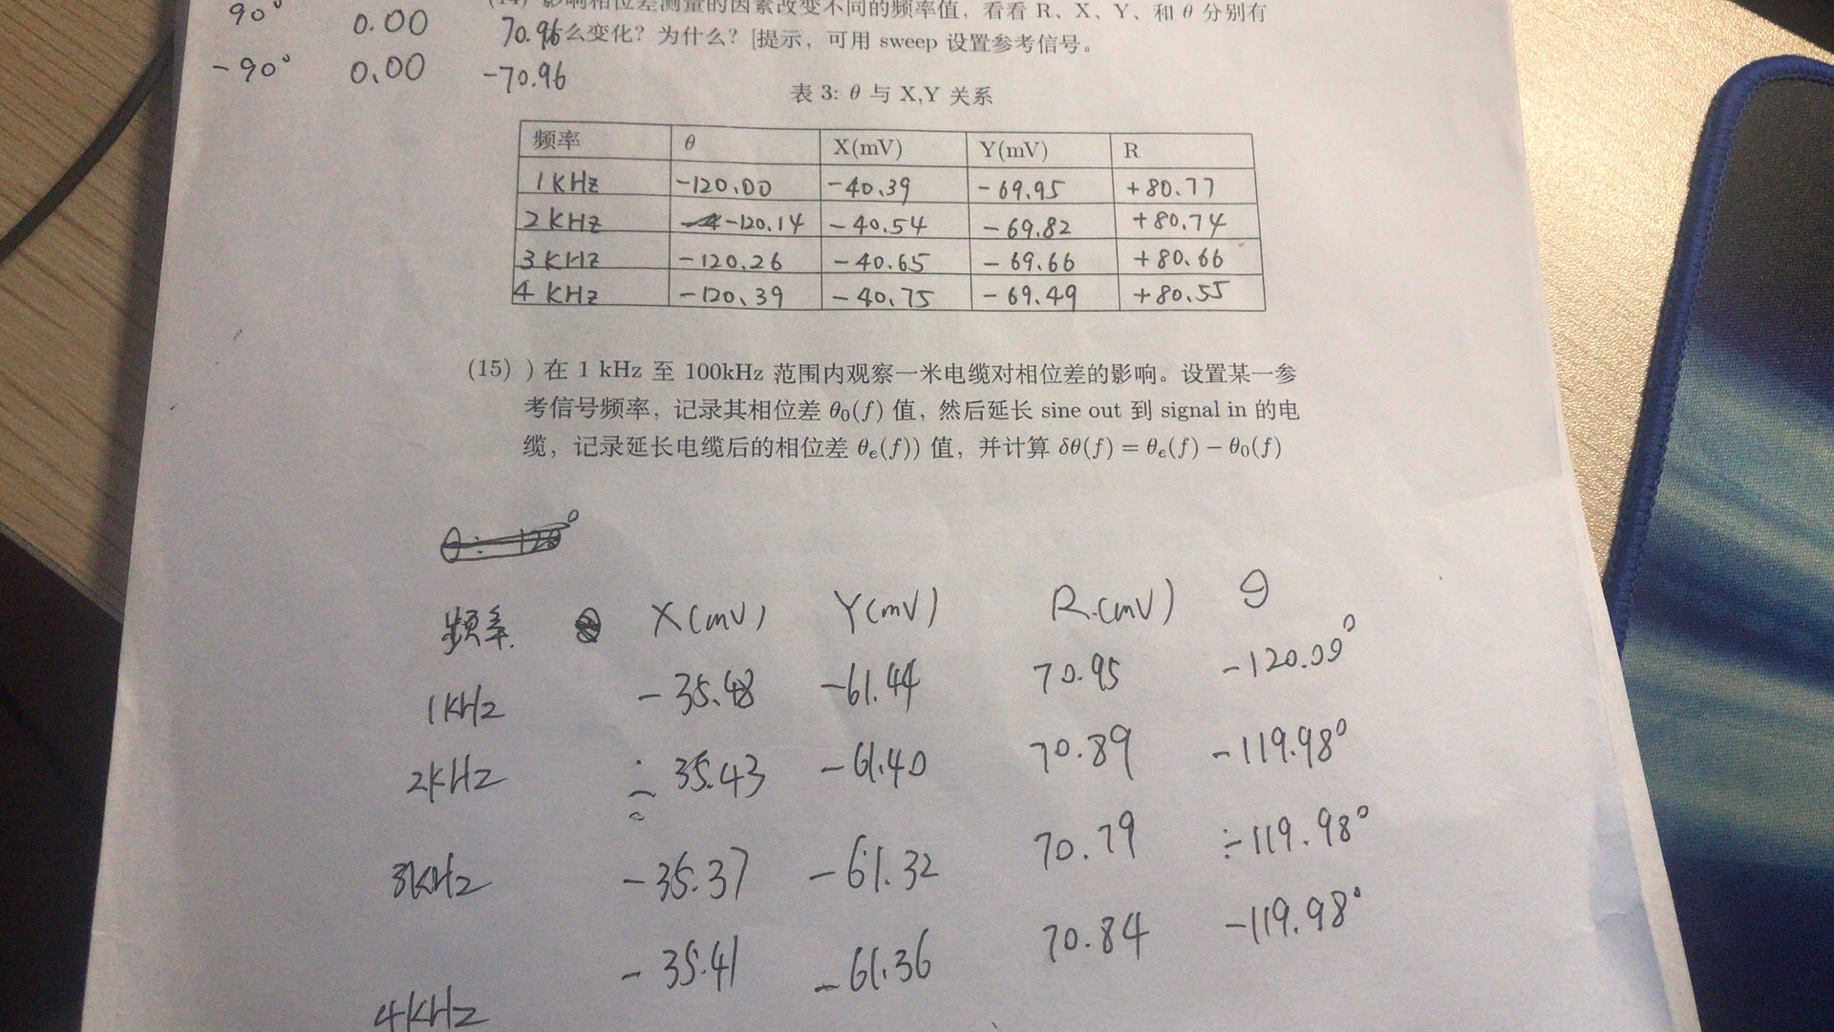 90° 0.00 70.96
-90° 0.00 -70.96
(14) 影响相位差测量的因素改变不同的频率值，看看 R、X、Y、和 θ 分别有
么变化？为什么？[提示，可用 sweep 设置参考信号。
表 3: θ 与 X,Y 关系
频率 θ X(mV) Y(mV) R
1KHz -120.00 -40.39 -69.95 +80.77
2KHz -120.14 -40.54 -69.82 +80.74
3KHz -120.26 -40.65 -69.66 +80.66
4KHz -120.39 -40.75 -69.49 +80.55
(15) ) 在 1 kHz 至 100kHz 范围内观察一米电缆对相位差的影响。设置某一参
考信号频率，记录其相位差 θ₀(f) 值，然后延长 sine out 到 signal in 的电
缆，记录延长电缆后的相位差 θₑ(f)) 值，并计算 δθ(f) = θₑ(f) − θ₀(f)
频率 X(mV) Y(mV) R(mV) θ
1KHz -35.48 -61.44 70.95 -120.09°
2KHz -35.43 -61.40 70.89 -119.98°
3KHz -35.37 -61.32 70.79 -119.98°
4KHz -35.41 -61.36 70.84 -119.98°